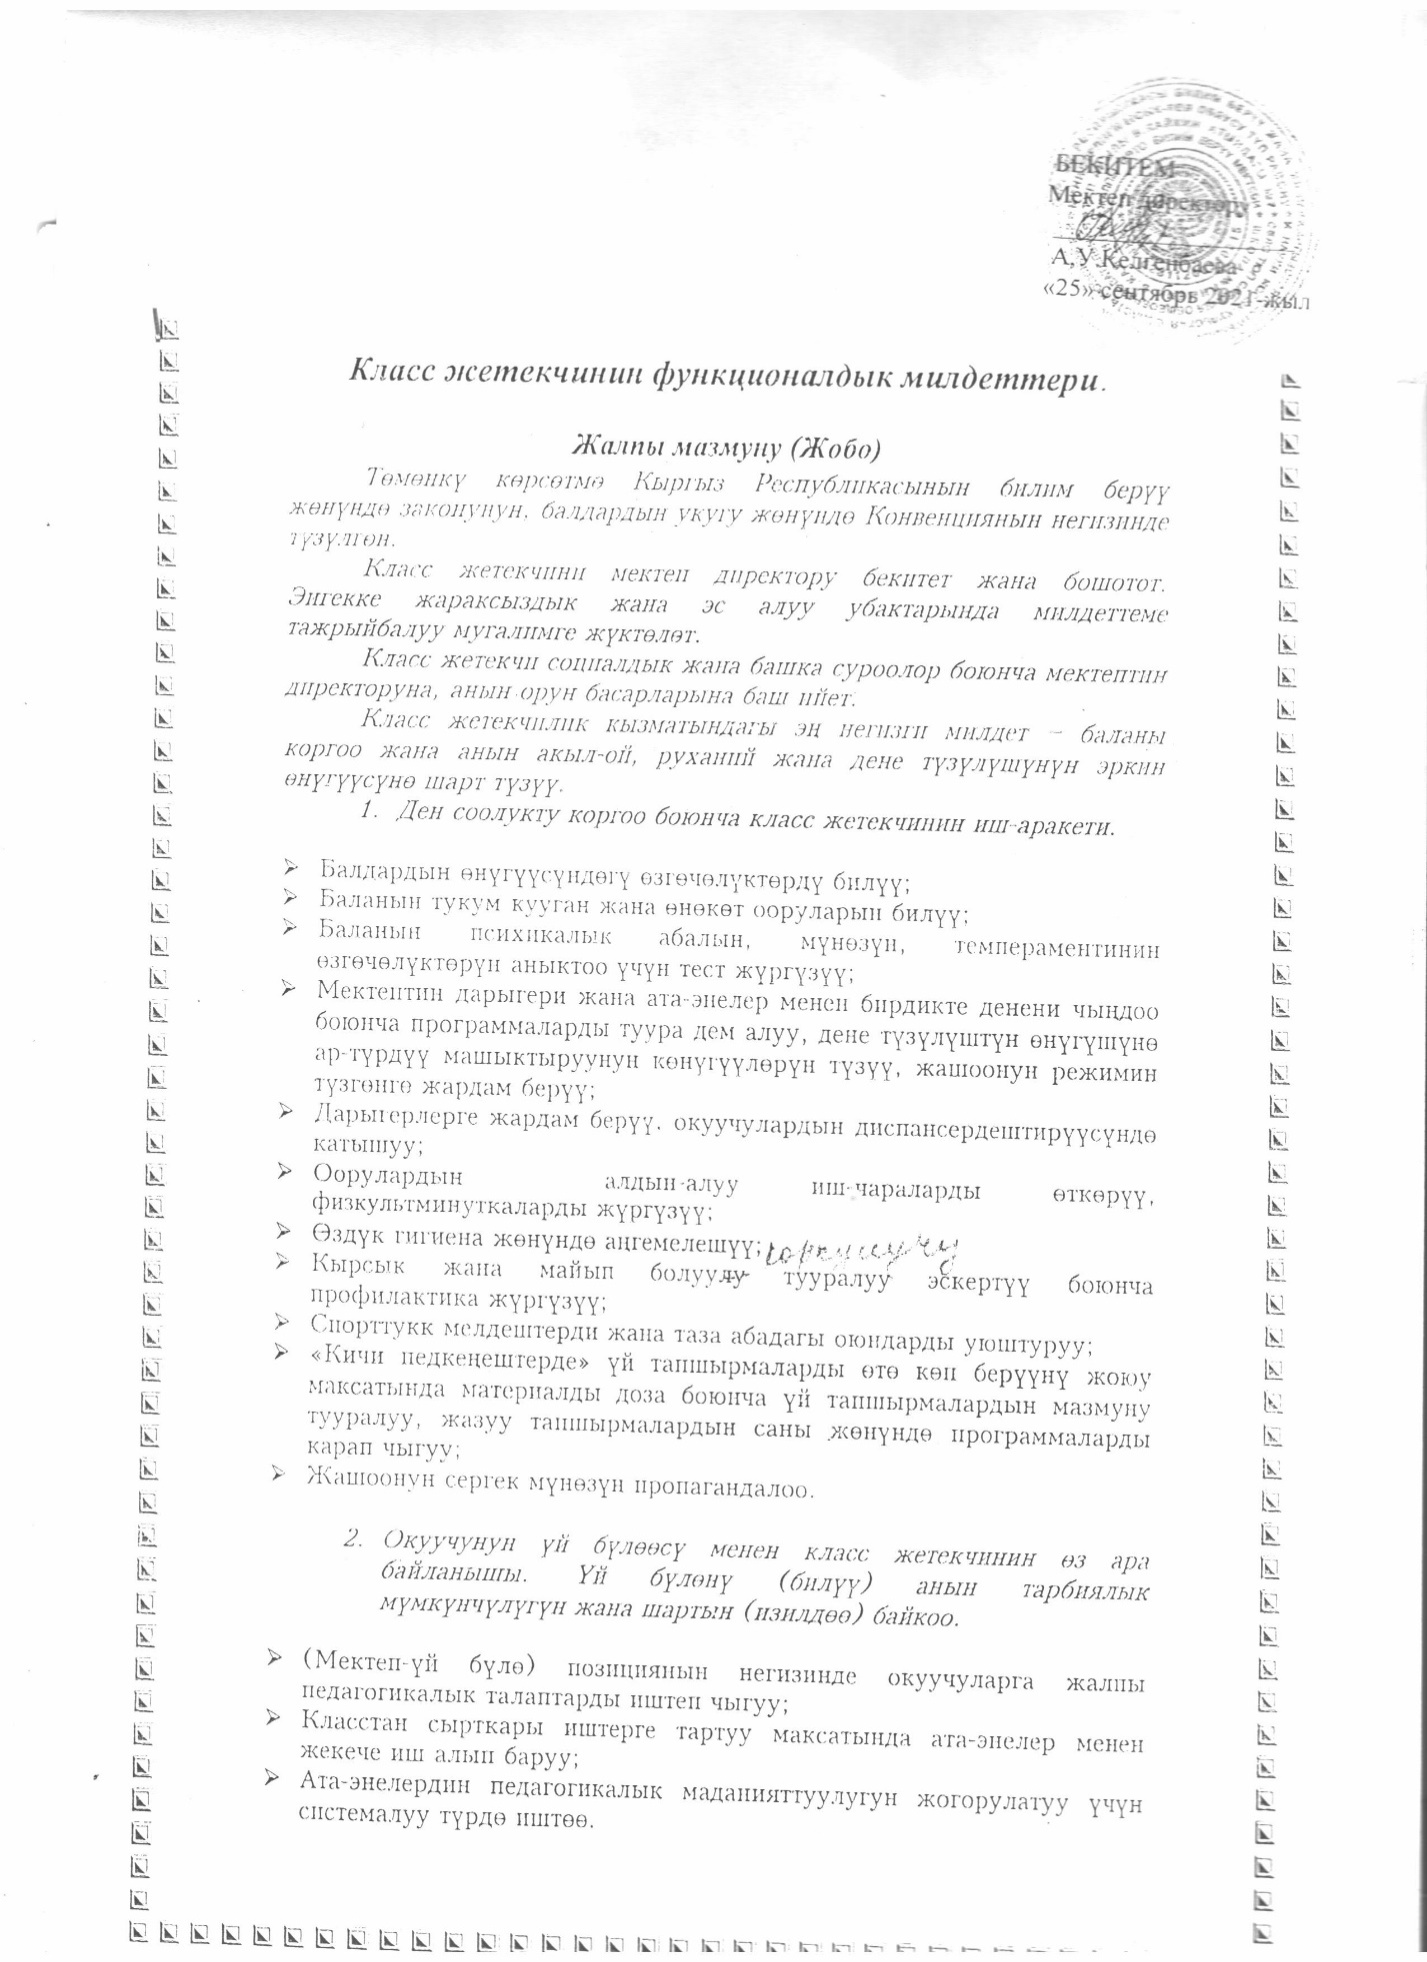 БЕКИТЕМ
Мектеп директору
А.У.Келгенбаева
«25» сентябрь 2021-жыл
Класс жетекчинин функционалдык милдеттери.
Жалпы мазмуну (Жобо)
Төмөнкү көрсөтмө Кыргыз Республикасынын билим берүү
жөнүндө законунун, балдардын укугу жөнүндө Конвенциянын негизинде
түзүлгөн.
Класс жетекчини мектеп директору бекитет жана бошотот.
Эмгекке жараксыздык жана эс алуу убактарында милдеттеме
тажрыйбалуу мугалимге жүктөлөт.
Класс жетекчи социалдык жана башка суроолор боюнча мектептин
директоруна, анын орун басарларына баш ийет.
Класс жетекчилик кызматындагы эң негизги милдет – баланы
коргоо жана анын акыл-ой, руханий жана дене түзүлүшүнүн эркин
өнүгүүсүнө шарт түзүү.
1. Ден соолукту коргоо боюнча класс жетекчинин иш-аракети.
➢ Балдардын өнүгүүсүндөгү өзгөчөлүктөрдү билүү;
➢ Баланын тукум кууган жана өнөкөт ооруларын билүү;
➢ Баланын психикалык абалын, мүнөзүн, темпераментинин
өзгөчөлүктөрүн аныктоо үчүн тест жүргүзүү;
➢ Мектептин дарыгери жана ата-энелер менен бирдикте денени чыңдоо
боюнча программаларды туура дем алуу, дене түзүлүштүн өнүгүшүнө
ар-түрдүү машыктыруунун көнүгүүлөрүн түзүү, жашоонун режимин
түзгөнгө жардам берүү;
➢ Дарыгерлерге жардам берүү, окуучулардын диспансердештирүүсүндө
катышуу;
➢ Оорулардын алдын-алуу иш-чараларды өткөрүү,
физкультминуткаларды жүргүзүү;
➢ Өздүк гигиена жөнүндө аңгемелешүү;
➢ Кырсык жана майып болуу тууралуу эскертүү боюнча
профилактика жүргүзүү;
➢ Спорттукк мелдештерди жана таза абадагы оюндарды уюштуруу;
➢ «Кичи педкеңештерде» үй тапшырмаларды өтө көп берүүнү жоюу
максатында материалды доза боюнча үй тапшырмалардын мазмуну
тууралуу, жазуу тапшырмалардын саны жөнүндө программаларды
карап чыгуу;
➢ Жашоонун сергек мүнөзүн пропагандалоо.
2. Окуучунун үй бүлөөсү менен класс жетекчинин өз ара
байланышы. Үй бүлөнү (билүү) анын тарбиялык
мүмкүнчүлүгүн жана шартын (изилдөө) байкоо.
➢ (Мектеп-үй бүлө) позициянын негизинде окуучуларга жалпы
педагогикалык талаптарды иштеп чыгуу;
➢ Класстан сырткары иштерге тартуу максатында ата-энелер менен
жекече иш алып баруу;
➢ Ата-энелердин педагогикалык маданияттуулугун жогорулатуу үчүн
системалуу түрдө иштөө.